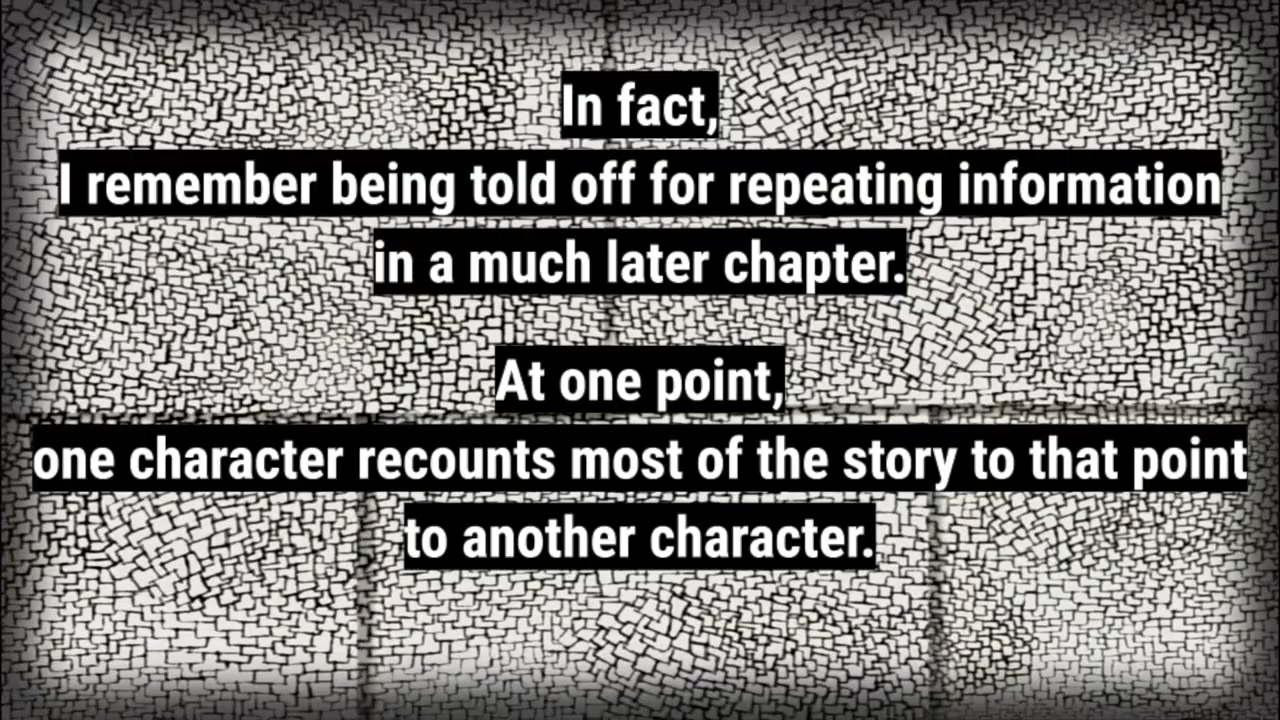 In fact,
I remember being told off for repeating information
in a much later chapter.
At one point,
one character recounts most of the story to that point
to another character.